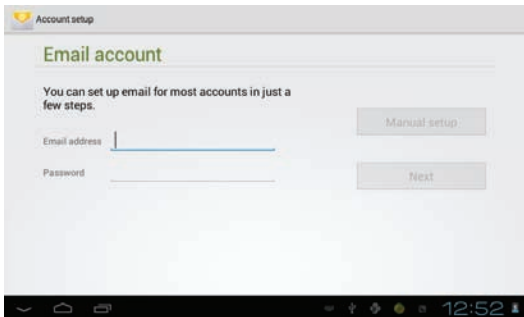 Account setup
Email account
You can set up email for most accounts in just a
few steps.
Manual setup
Email address
Password
Next
12:52